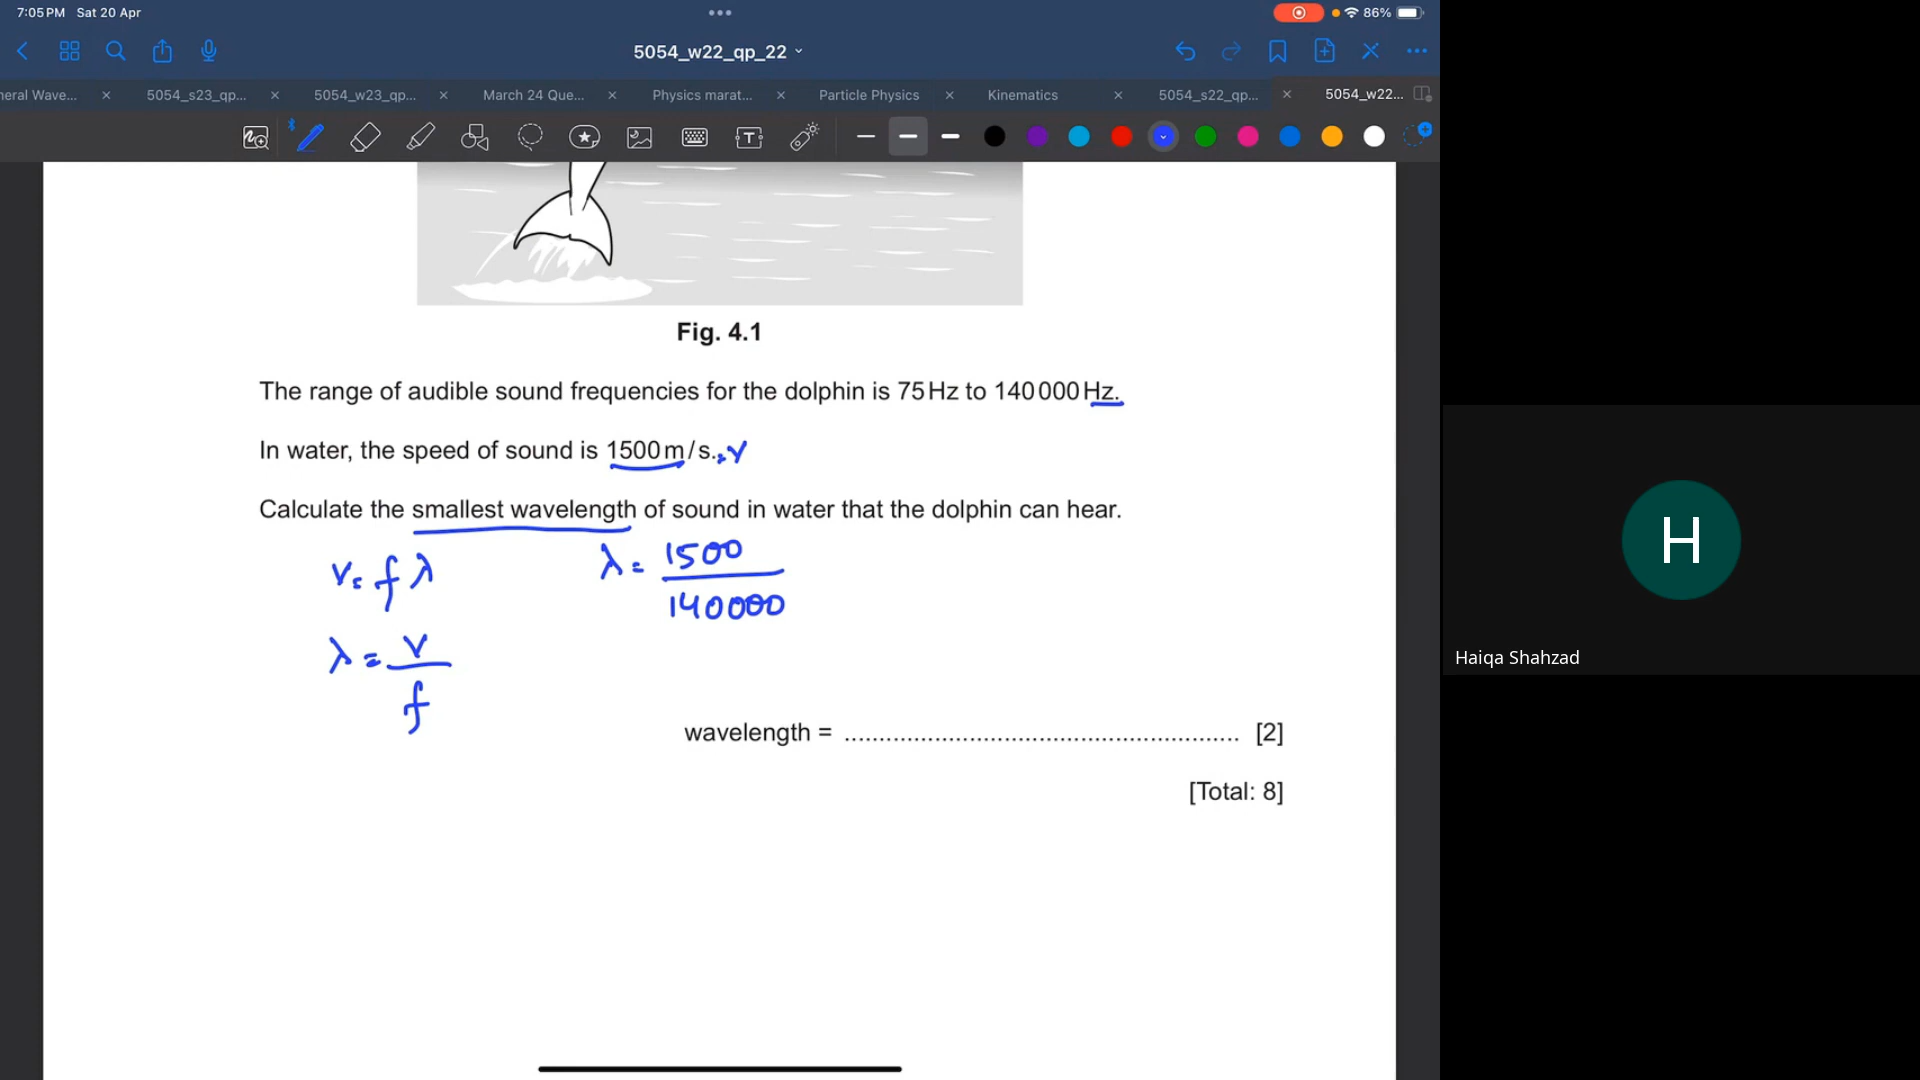 7:05 PM Sat 20 Apr
86%
5054_w22_qp_22
neral Wave...
5054_s23_qp...
5054_w23_qp...
March 24 Que...
Physics marat...
Particle Physics
Kinematics
5054_s22_qp...
5054_w22...
Fig. 4.1
The range of audible sound frequencies for the dolphin is 75 Hz to 140 000 Hz.
In water, the speed of sound is 1500 m / s. = v
Calculate the smallest wavelength of sound in water that the dolphin can hear.
v = f λ
λ = 1500
140000
λ = v
f
wavelength = ......................................................... [2]
[Total: 8]
H
Haiqa Shahzad